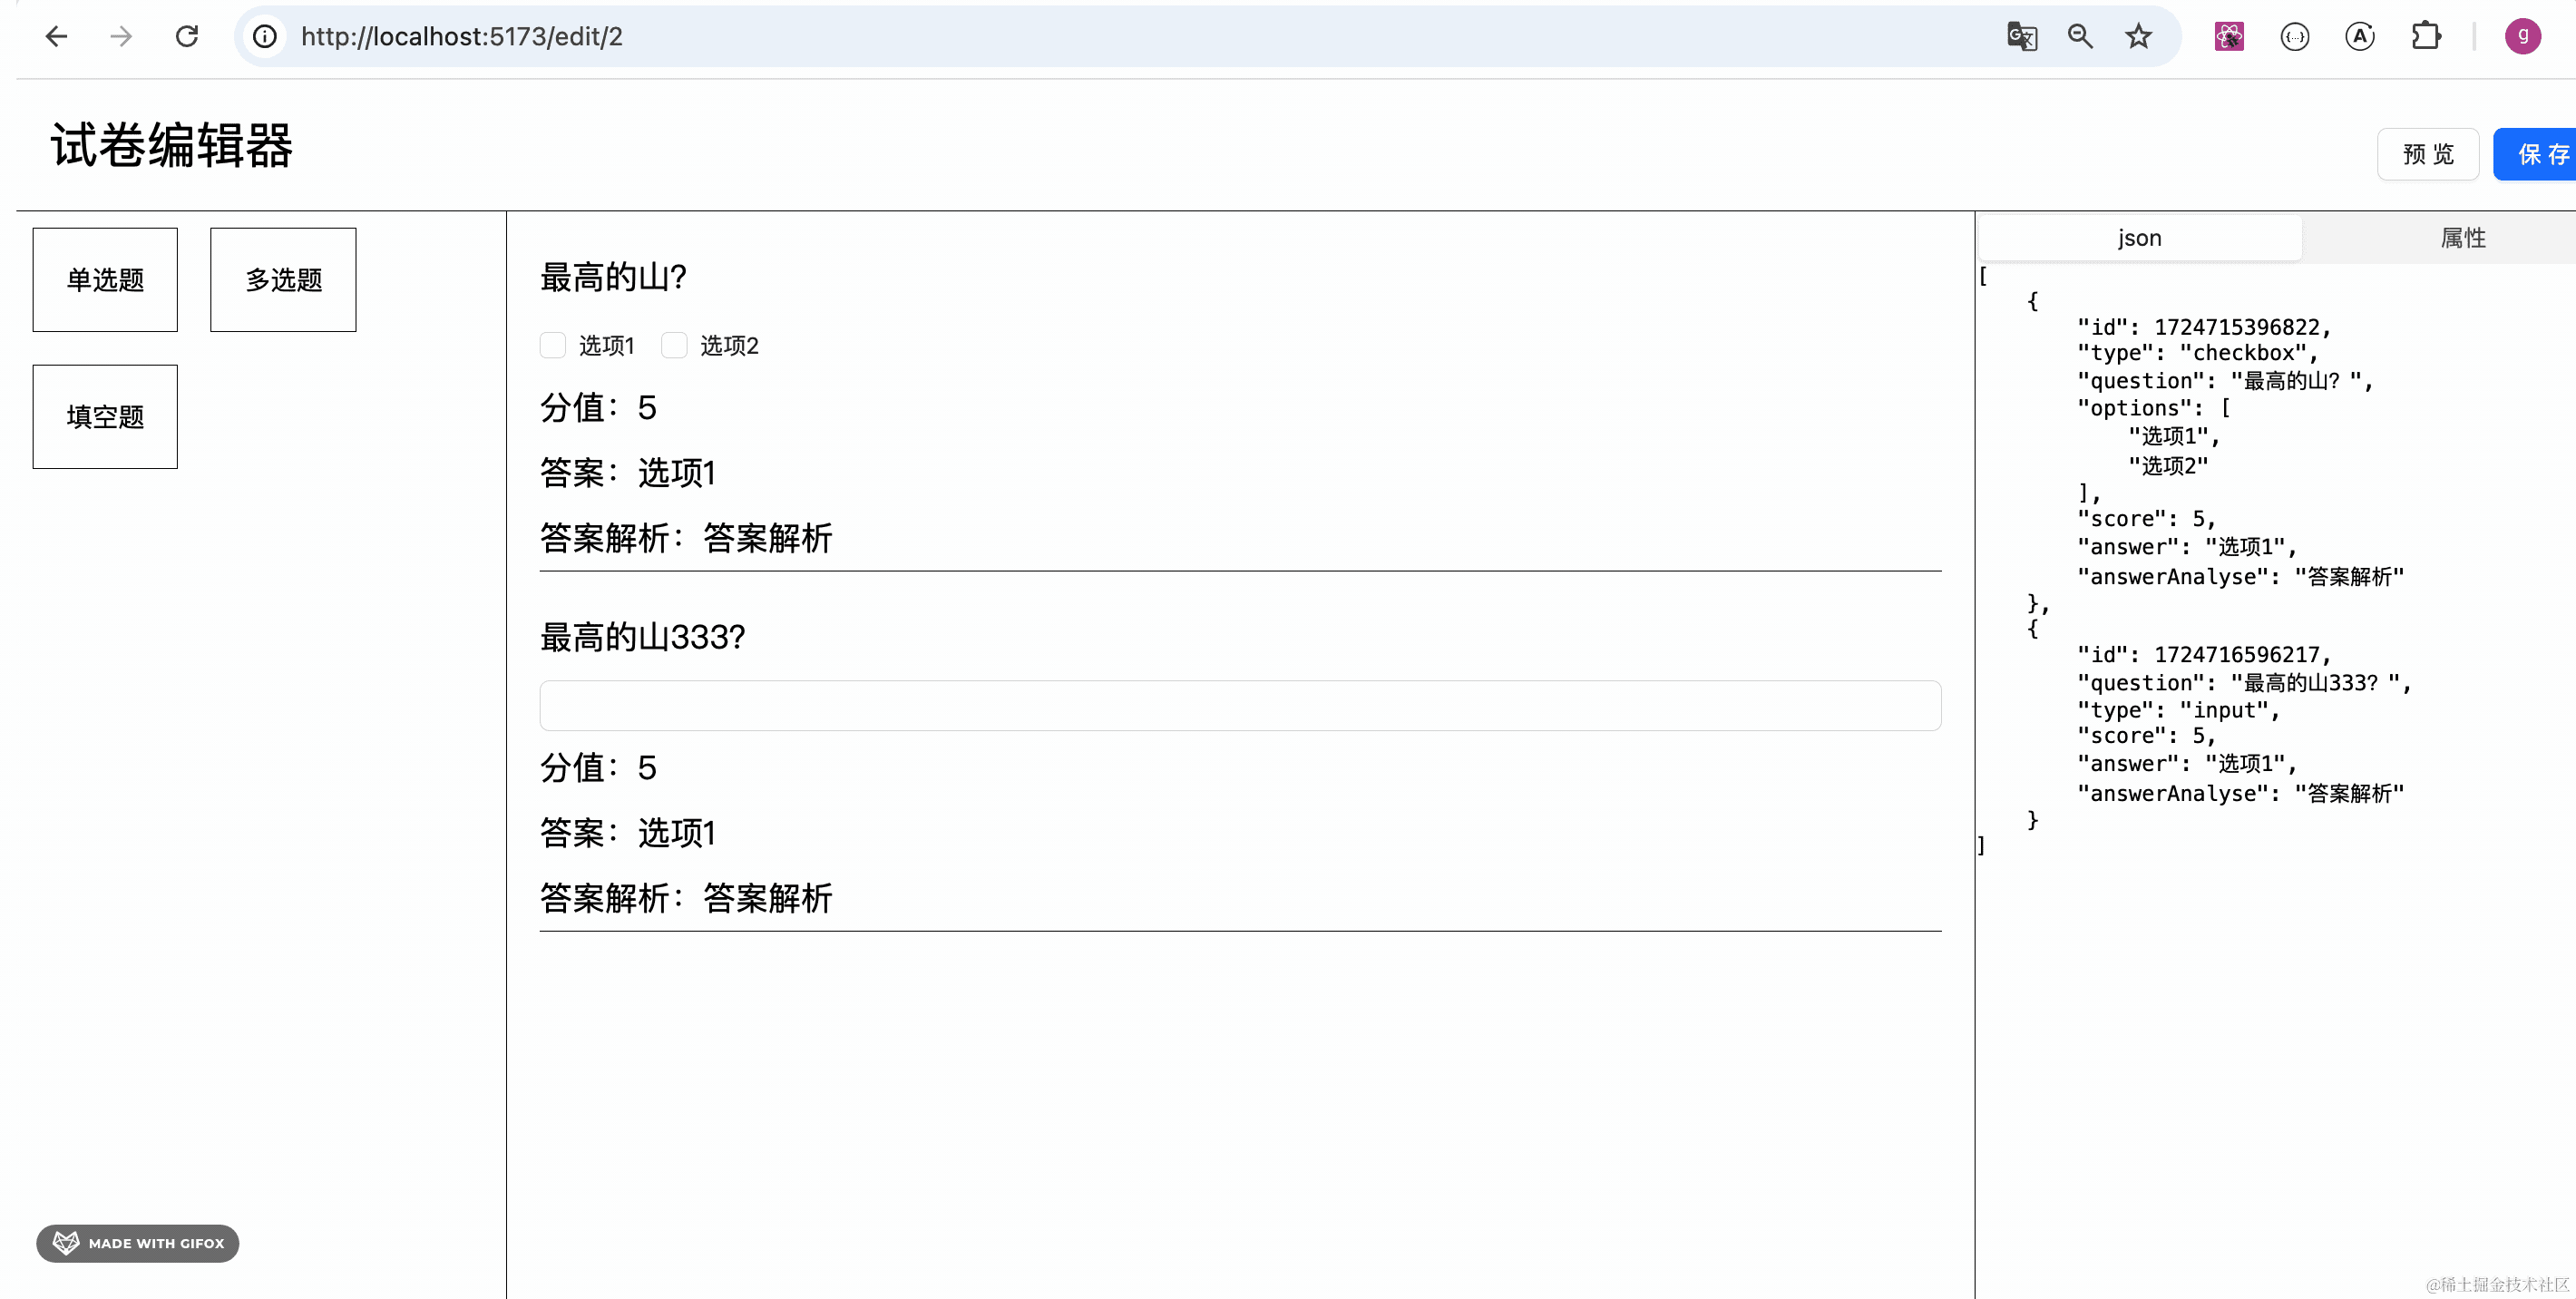 http://localhost:5173/edit/2
g
试卷编辑器
预 览
保 存
单选题
多选题
填空题
最高的山?
选项1
选项2
分值：5
答案：选项1
答案解析：答案解析
最高的山333?
分值：5
答案：选项1
答案解析：答案解析
json
属性
[
{
"id": 1724715396822,
"type": "checkbox",
"question": "最高的山？",
"options": [
"选项1",
"选项2"
],
"score": 5,
"answer": "选项1",
"answerAnalyse": "答案解析"
},
{
"id": 1724716596217,
"question": "最高的山333？",
"type": "input",
"score": 5,
"answer": "选项1",
"answerAnalyse": "答案解析"
}
]
MADE WITH GIFOX
@稀土掘金技术社区